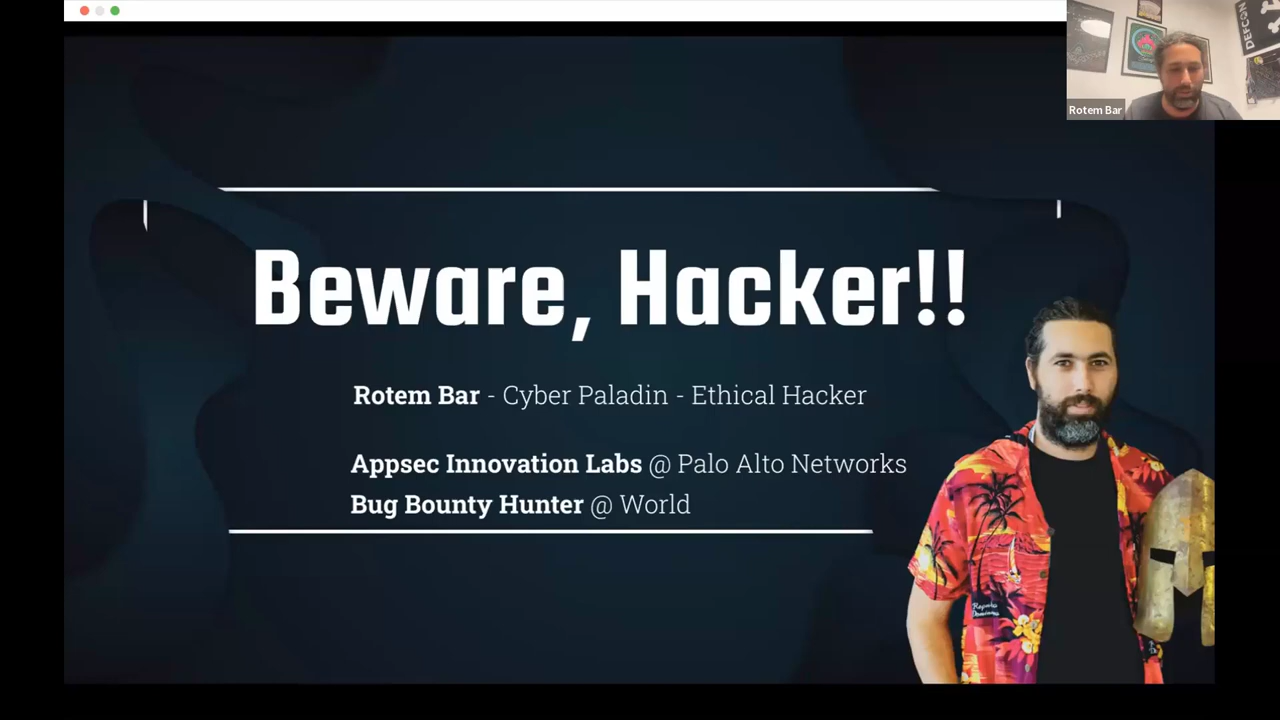 DEFCON
Rotem Bar
Beware, Hacker!!
Rotem Bar - Cyber Paladin - Ethical Hacker
Appsec Innovation Labs @ Palo Alto Networks
Bug Bounty Hunter @ World